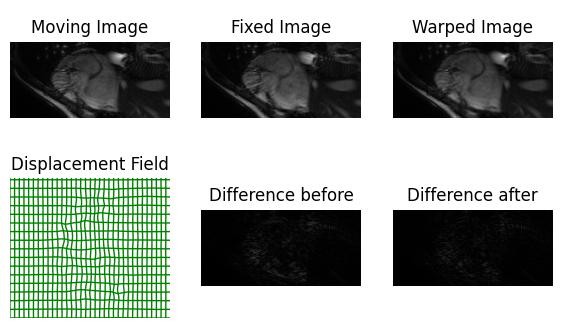 Moving Image
Fixed Image
Warped Image
Displacement Field
Difference before
Difference after